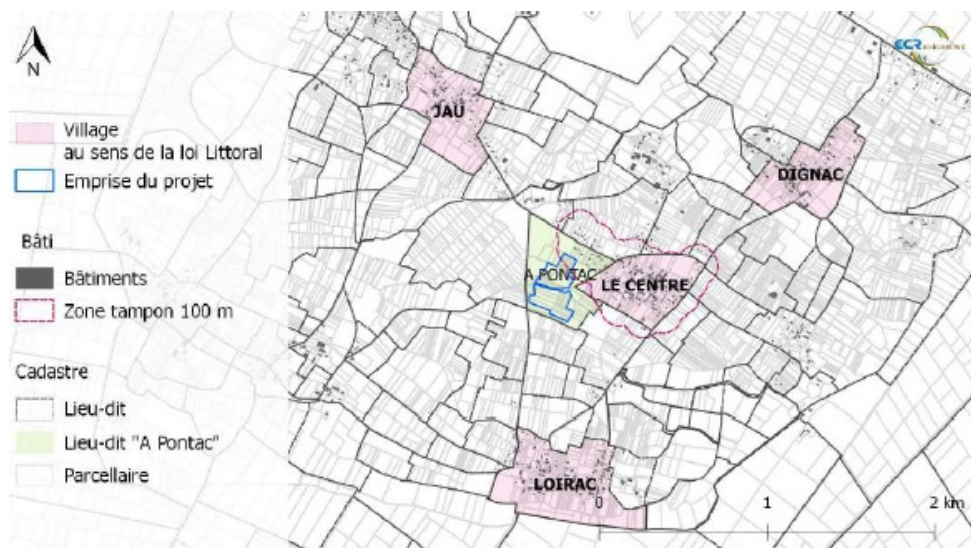 N
Village
au sens de la loi Littoral
Emprise du projet
Bâti
Bâtiments
Zone tampon 100 m
Cadastre
Lieu-dit
Lieu-dit "A Pontac"
Parcellaire
JAU
DIGNAC
A PONTAC
LE CENTRE
LOIRAC
0
1
2 km